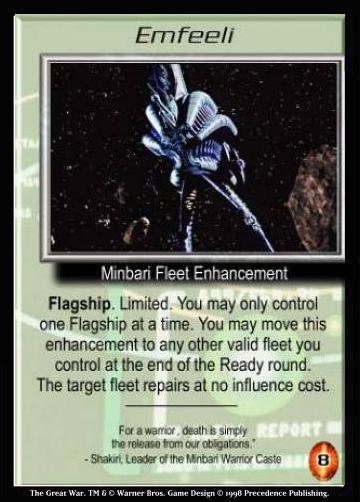 Emfeeli
Minbari Fleet Enhancement
Flagship. Limited. You may only control
one Flagship at a time. You may move this
enhancement to any other valid fleet you
control at the end of the Ready round.
The target fleet repairs at no influence cost.
For a warrior, death is simply
the release from our obligations."
- Shakiri, Leader of the Minbari Warrior Caste
REPORT
8
The Great War. TM & © Warner Bros. Game Design © 1998 Precedence Publishing.